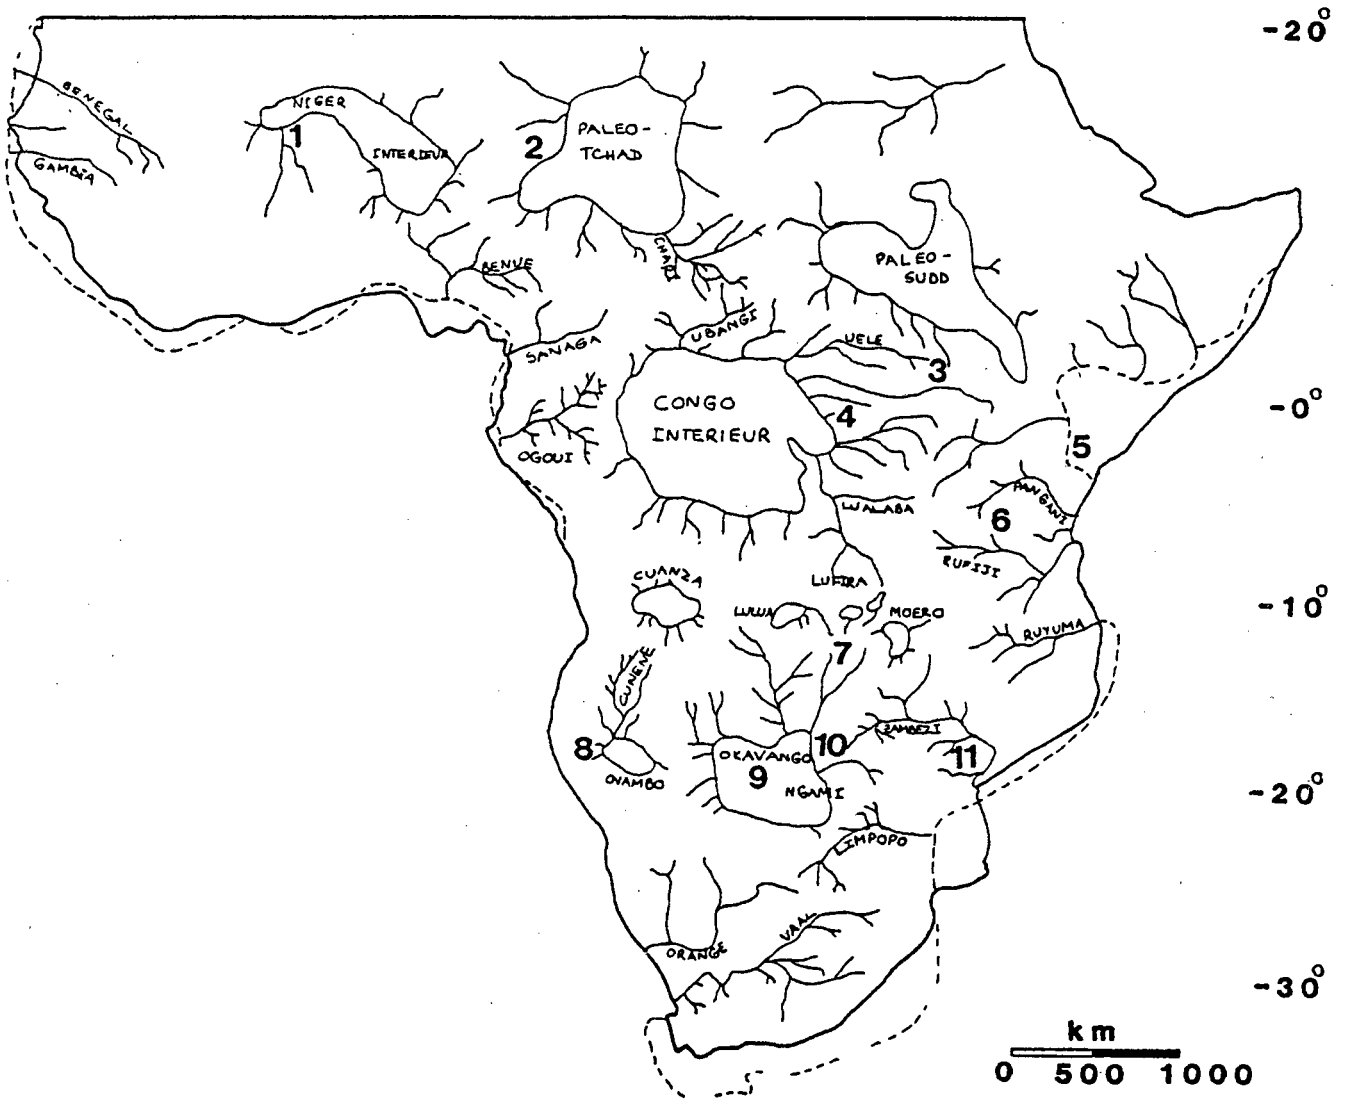 -20°
SENEGAL
GAMBIA
NIGER
1
INTERIEUR
2
PALEO-
TCHAD
CHARI
BENUE
PALEO-
SUDD
UBANGI
SANAGA
UELE
3
CONGO
INTERIEUR
4
-0°
OGOUI
5
LUALABA
PANGANI
6
RUFIJI
CUANZA
LUFIRA
LULUA
MOERO
-10°
RUYUMA
7
CUNENE
8
OVAMBO
OKAVANGO
9
NGAMI
10
ZAMBEZI
11
-20°
LIMPOPO
VAAL
ORANGE
-30°
km
0 500 1000